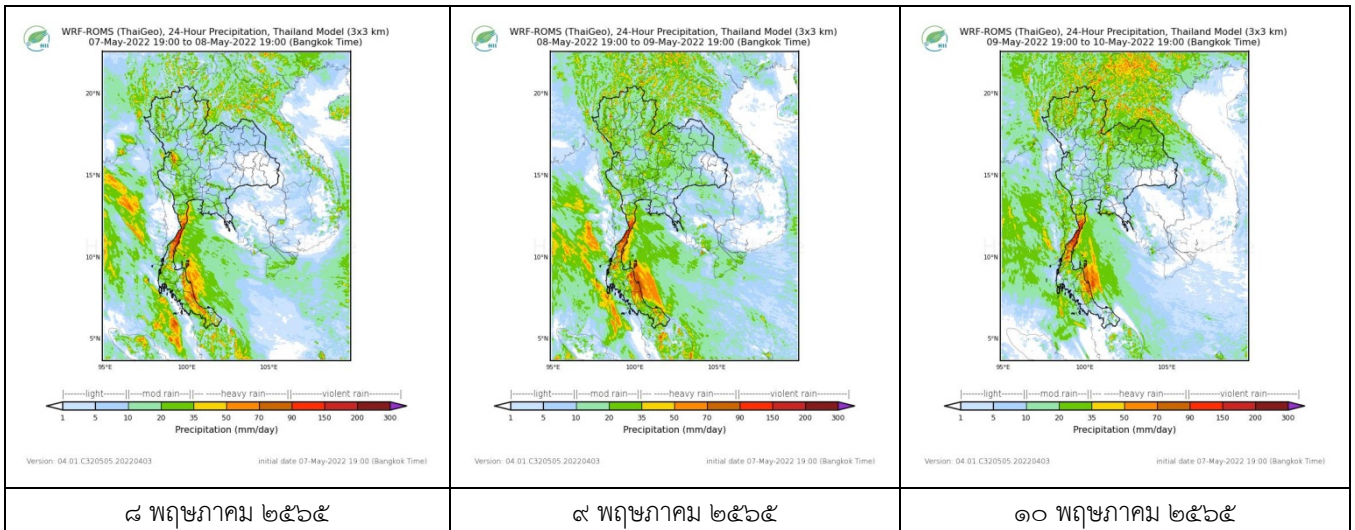 HII
WRF-ROMS (ThaiGeo), 24-Hour Precipitation, Thailand Model (3x3 km)
07-May-2022 19:00 to 08-May-2022 19:00 (Bangkok Time)
20°N
15°N
10°N
5°N
95°E 100°E 105°E
|-------light-------||---mod.rain---||--- ---heavy rain---||-------violent rain-------|
1 5 10 20 35 50 70 90 150 200 300
Precipitation (mm/day)
Version: 04.01.C320505.20220403 initial date 07-May-2022 19:00 (Bangkok Time)
๘ พฤษภาคม ๒๕๖๕
HII
WRF-ROMS (ThaiGeo), 24-Hour Precipitation, Thailand Model (3x3 km)
08-May-2022 19:00 to 09-May-2022 19:00 (Bangkok Time)
20°N
15°N
10°N
5°N
95°E 100°E 105°E
|-------light-------||---mod.rain---||--- ---heavy rain---||-------violent rain-------|
1 5 10 20 35 50 70 90 150 200 300
Precipitation (mm/day)
Version: 04.01.C320505.20220403 initial date 07-May-2022 19:00 (Bangkok Time)
๙ พฤษภาคม ๒๕๖๕
HII
WRF-ROMS (ThaiGeo), 24-Hour Precipitation, Thailand Model (3x3 km)
09-May-2022 19:00 to 10-May-2022 19:00 (Bangkok Time)
20°N
15°N
10°N
5°N
95°E 100°E 105°E
|-------light-------||---mod.rain---||--- ---heavy rain---||-------violent rain-------|
1 5 10 20 35 50 70 90 150 200 300
Precipitation (mm/day)
Version: 04.01.C320505.20220403 initial date 07-May-2022 19:00 (Bangkok Time)
๑๐ พฤษภาคม ๒๕๖๕